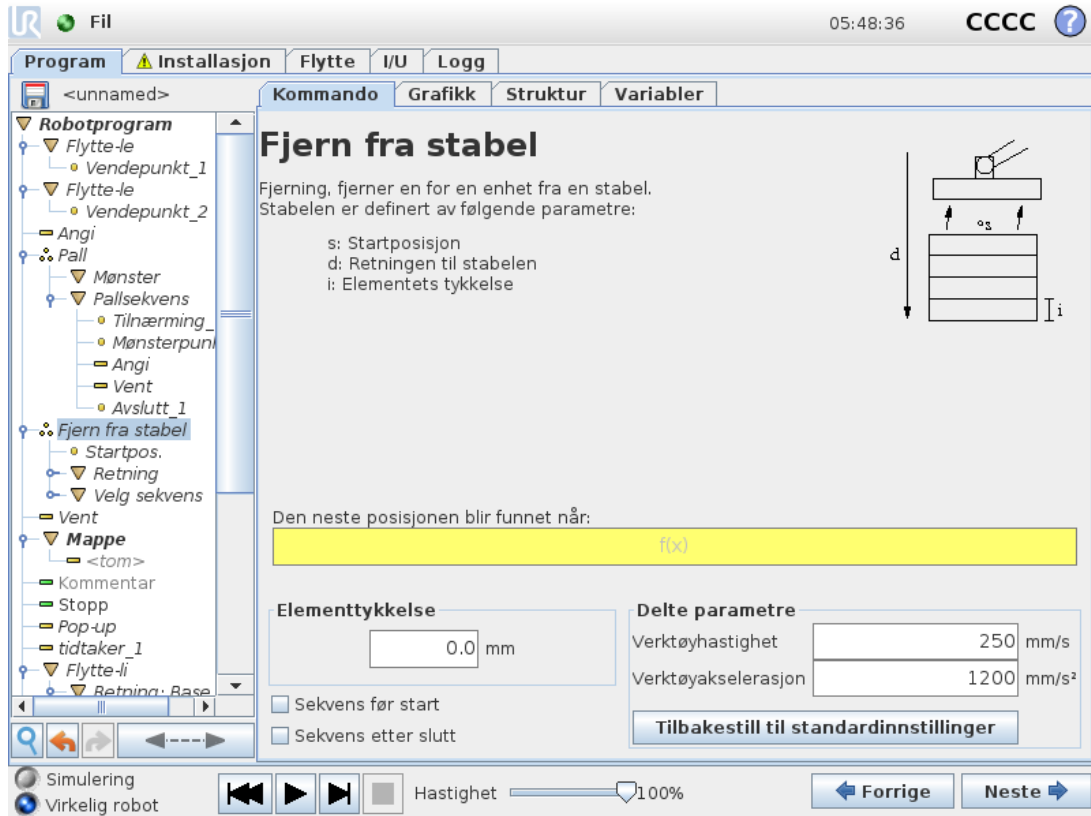 UR Fil 05:48:36 CCCC ?
Program Installasjon Flytte I/U Logg
<unnamed>
Kommando Grafikk Struktur Variabler
Robotprogram
Flytte-le
Vendepunkt_1
Flytte-le
Vendepunkt_2
Angi
Pall
Mønster
Pallsekvens
Tilnærming_
Mønsterpunl
Angi
Vent
Avslutt_1
Fjern fra stabel
Startpos.
Retning
Velg sekvens
Vent
Mappe
<tom>
Kommentar
Stopp
Pop-up
tidtaker_1
Flytte-li
Retning: Base
Fjern fra stabel
Fjerning, fjerner en for en enhet fra en stabel.
Stabelen er definert av følgende parametre:
s: Startposisjon
d: Retningen til stabelen
i: Elementets tykkelse
s
d
i
Den neste posisjonen blir funnet når:
f(x)
Elementtykkelse
0.0 mm
Sekvens før start
Sekvens etter slutt
Delte parametre
Verktøyhastighet 250 mm/s
Verktøyakselerasjon 1200 mm/s²
Tilbakestill til standardinnstillinger
Simulering
Virkelig robot
Hastighet 100%
Forrige Neste